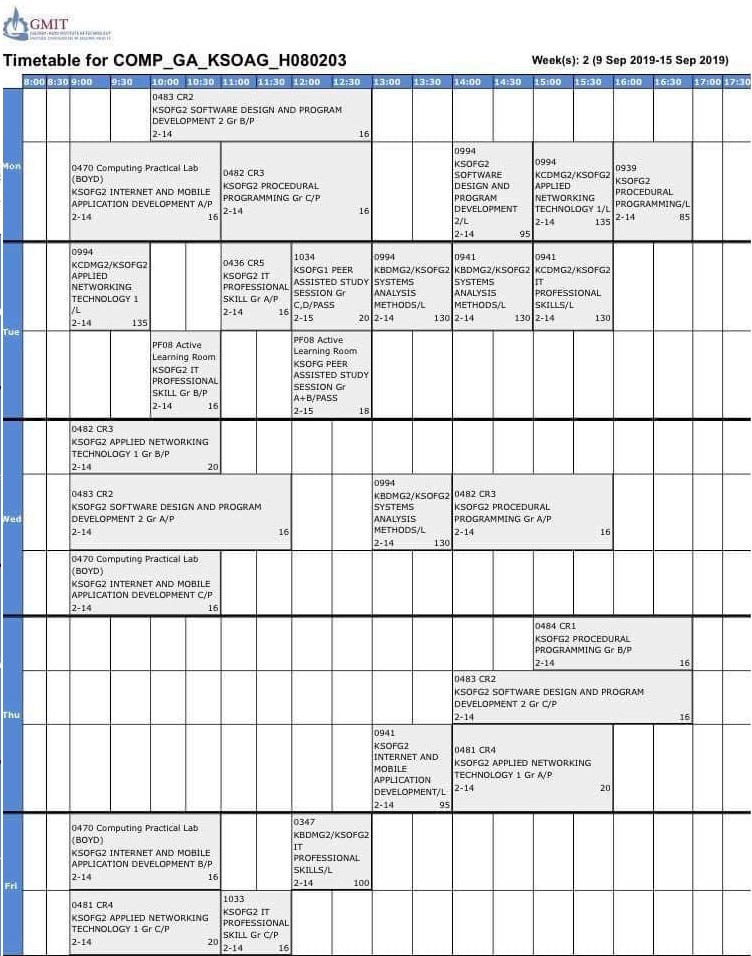 GMIT
GALWAY-MAYO INSTITUTE OF TECHNOLOGY
Timetable for COMP_GA_KSOAG_H080203
Week(s): 2 (9 Sep 2019-15 Sep 2019)
8:00 8:30 9:00 9:30 10:00 10:30 11:00 11:30 12:00 12:30 13:00 13:30 14:00 14:30 15:00 15:30 16:00 16:30 17:00 17:30
Mon
0483 CR2
KSOFG2 SOFTWARE DESIGN AND PROGRAM
DEVELOPMENT 2 Gr B/P
2-14 16
0470 Computing Practical Lab
(BOYD)
KSOFG2 INTERNET AND MOBILE
APPLICATION DEVELOPMENT A/P
2-14 16
0482 CR3
KSOFG2 PROCEDURAL
PROGRAMMING Gr C/P
2-14 16
0994
KSOFG2
SOFTWARE
DESIGN AND
PROGRAM
DEVELOPMENT
2/L
2-14 95
0994
KCDMG2/KSOFG2
APPLIED
NETWORKING
TECHNOLOGY 1/L
2-14 135
0939
KSOFG2
PROCEDURAL
PROGRAMMING/L
2-14 85
Tue
0994
KCDMG2/KSOFG2
APPLIED
NETWORKING
TECHNOLOGY 1
/L
2-14 135
0436 CR5
KSOFG2 IT
PROFESSIONAL
SKILL Gr A/P
2-14 16
1034
KSOFG1 PEER
ASSISTED STUDY
SESSION Gr
C,D/PASS
2-15 20
0994
KBDMG2/KSOFG2
SYSTEMS
ANALYSIS
METHODS/L
2-14 130
0941
KBDMG2/KSOFG2
SYSTEMS
ANALYSIS
METHODS/L
2-14 130
0941
KCDMG2/KSOFG2
IT
PROFESSIONAL
SKILLS/L
2-14 130
PF08 Active
Learning Room
KSOFG2 IT
PROFESSIONAL
SKILL Gr B/P
2-14 16
PF08 Active
Learning Room
KSOFG PEER
ASSISTED STUDY
SESSION Gr
A+B/PASS
2-15 18
Wed
0482 CR3
KSOFG2 APPLIED NETWORKING
TECHNOLOGY 1 Gr B/P
2-14 20
0483 CR2
KSOFG2 SOFTWARE DESIGN AND PROGRAM
DEVELOPMENT 2 Gr A/P
2-14 16
0994
KBDMG2/KSOFG2
SYSTEMS
ANALYSIS
METHODS/L
2-14 130
0482 CR3
KSOFG2 PROCEDURAL
PROGRAMMING Gr A/P
2-14 16
0470 Computing Practical Lab
(BOYD)
KSOFG2 INTERNET AND MOBILE
APPLICATION DEVELOPMENT C/P
2-14 16
Thu
0484 CR1
KSOFG2 PROCEDURAL
PROGRAMMING Gr B/P
2-14 16
0483 CR2
KSOFG2 SOFTWARE DESIGN AND PROGRAM
DEVELOPMENT 2 Gr C/P
2-14 16
0941
KSOFG2
INTERNET AND
MOBILE
APPLICATION
DEVELOPMENT/L
2-14 95
0481 CR4
KSOFG2 APPLIED NETWORKING
TECHNOLOGY 1 Gr A/P
2-14 20
Fri
0470 Computing Practical Lab
(BOYD)
KSOFG2 INTERNET AND MOBILE
APPLICATION DEVELOPMENT B/P
2-14 16
0347
KBDMG2/KSOFG2
IT
PROFESSIONAL
SKILLS/L
2-14 100
0481 CR4
KSOFG2 APPLIED NETWORKING
TECHNOLOGY 1 Gr C/P
2-14 20
1033
KSOFG2 IT
PROFESSIONAL
SKILL Gr C/P
2-14 16